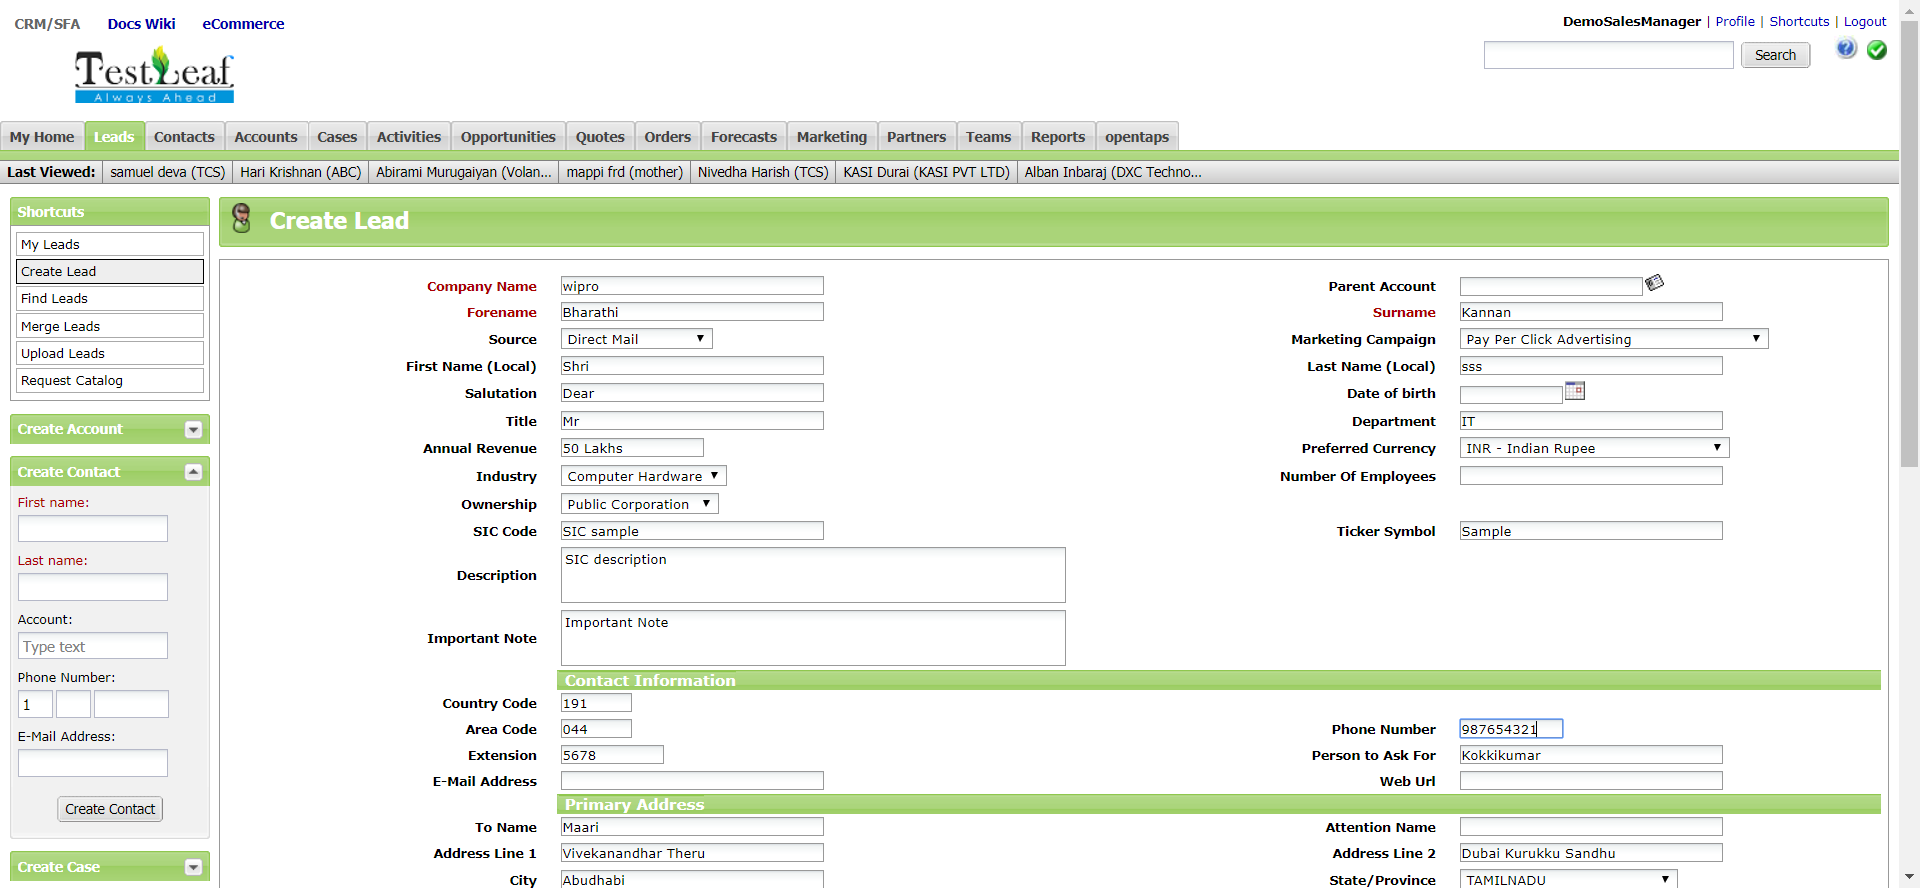 CRM/SFA Docs Wiki eCommerce
DemoSalesManager | Profile | Shortcuts | Logout
TestLeaf
Always Ahead
Search
My Home Leads Contacts Accounts Cases Activities Opportunities Quotes Orders Forecasts Marketing Partners Teams Reports opentaps
Last Viewed: samuel deva (TCS) Hari Krishnan (ABC) Abirami Murugaiyan (Volan... mappi frd (mother) Nivedha Harish (TCS) KASI Durai (KASI PVT LTD) Alban Inbaraj (DXC Techno...
Shortcuts
My Leads
Create Lead
Find Leads
Merge Leads
Upload Leads
Request Catalog
Create Account
Create Contact
First name:
Last name:
Account:
Type text
Phone Number:
1
E-Mail Address:
Create Contact
Create Case
Create Lead
Company Name wipro Parent Account
Forename Bharathi Surname Kannan
Source Direct Mail Marketing Campaign Pay Per Click Advertising
First Name (Local) Shri Last Name (Local) sss
Salutation Dear Date of birth
Title Mr Department IT
Annual Revenue 50 Lakhs Preferred Currency INR - Indian Rupee
Industry Computer Hardware Number Of Employees
Ownership Public Corporation
SIC Code SIC sample Ticker Symbol Sample
Description SIC description
Important Note Important Note
Contact Information
Country Code 191
Area Code 044 Phone Number 987654321
Extension 5678 Person to Ask For Kokkikumar
E-Mail Address Web Url
Primary Address
To Name Maari Attention Name
Address Line 1 Vivekanandhar Theru Address Line 2 Dubai Kurukku Sandhu
City Abudhabi State/Province TAMILNADU